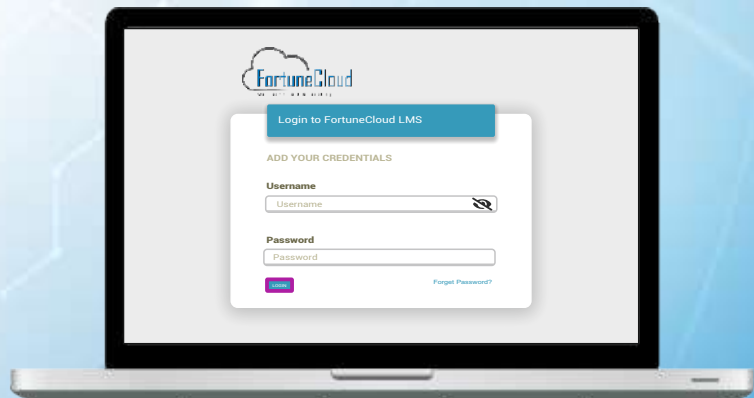 FortuneCloud
Login to FortuneCloud LMS
ADD YOUR CREDENTIALS
Username
Username
Password
Password
LOGIN
Forget Password?